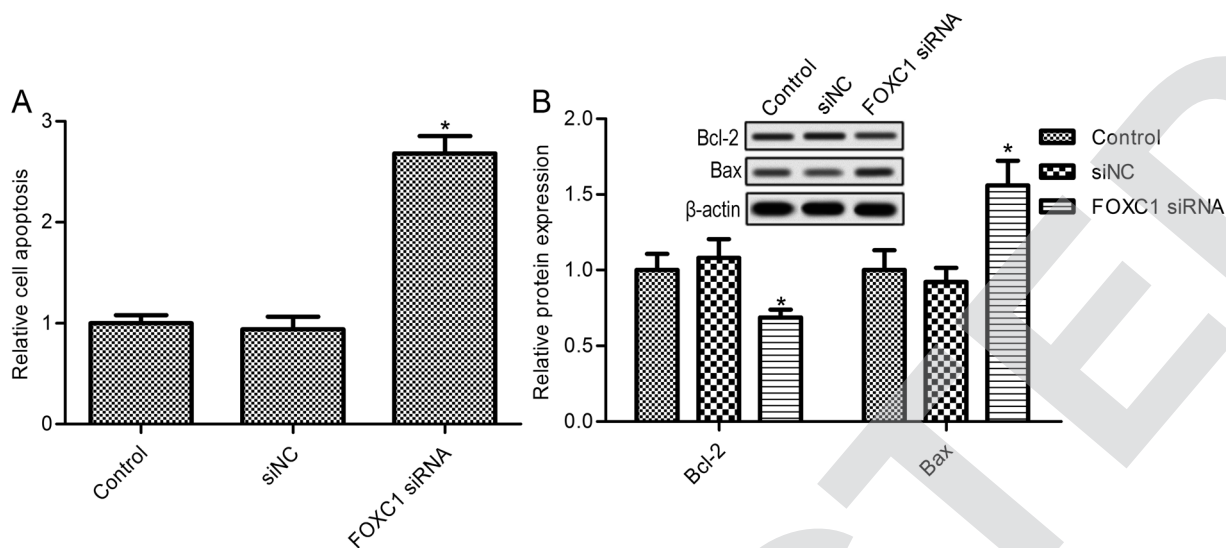 A
Relative cell apoptosis
3
2
1
0
Control
siNC
FOXC1 siRNA
B
Control
siNC
FOXC1 siRNA
Bcl-2
Bax
β-actin
Relative protein expression
2.0
1.5
1.0
0.5
0.0
Bcl-2
Bax
Control
siNC
FOXC1 siRNA
*
*
*